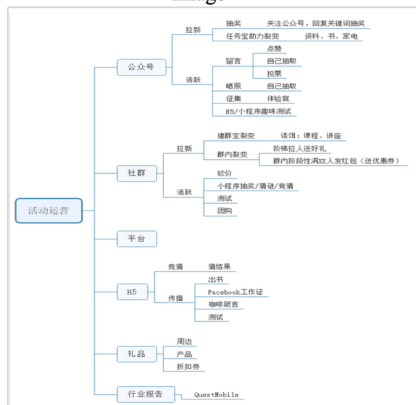 Image
活动运营
公众号
拉新
抽奖
关注公众号，回复关键词抽奖
任务宝助力裂变
资料、书、家电
活跃
留言
点赞
自己抽取
投票
晒照
自己抽取
征集
体验官
H5/小程序趣味测试
社群
拉新
建群宝裂变
诱饵：课程、讲座
群内裂变
阶梯拉人送好礼
群内阶段性满XX人发红包（送优惠券）
活跃
砍价
小程序抽奖/猜谜/竞猜
测试
团购
平台
H5
竞猜
猜结果
传播
出书
Facebook工作证
咖啡箴言
测试
礼品
周边
产品
折扣券
行业报告
QuestMobile